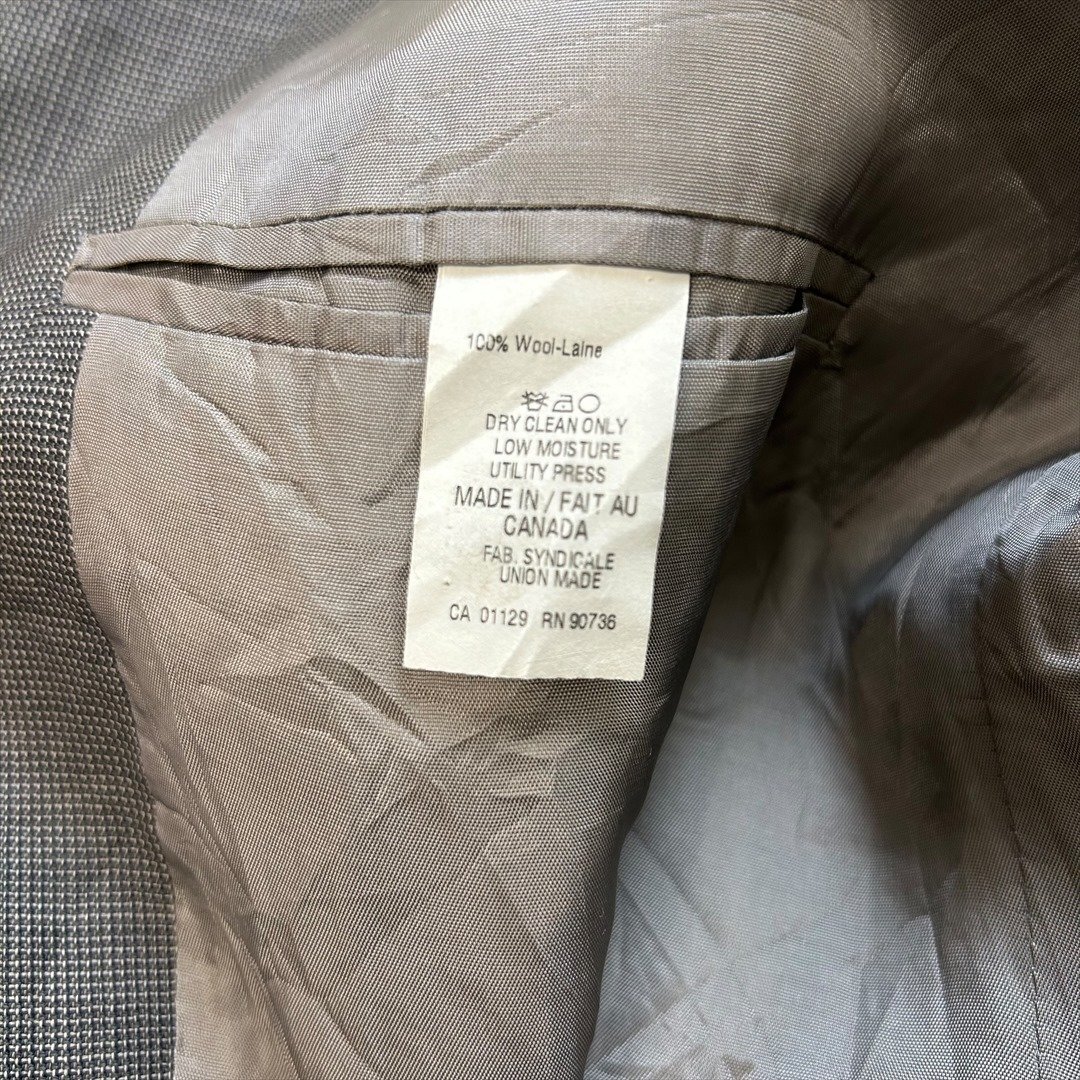 100% Wool-Laine
DRY CLEAN ONLY
LOW MOISTURE
UTILITY PRESS
MADE IN / FAIT AU
CANADA
FAB. SYNDICALE
UNION MADE
CA 01129 RN 90736